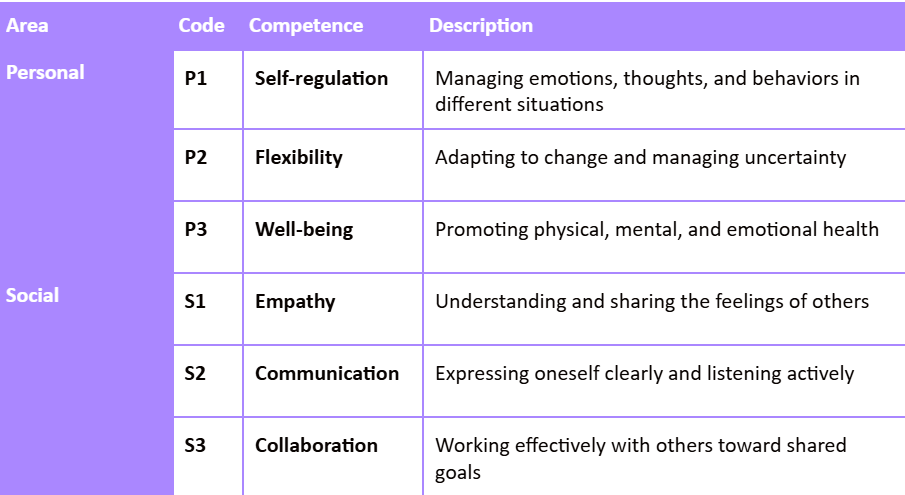 Area Code Competence Description
Personal P1 Self-regulation Managing emotions, thoughts, and behaviors in
different situations
P2 Flexibility Adapting to change and managing uncertainty
P3 Well-being Promoting physical, mental, and emotional health
Social S1 Empathy Understanding and sharing the feelings of others
S2 Communication Expressing oneself clearly and listening actively
S3 Collaboration Working effectively with others toward shared
goals